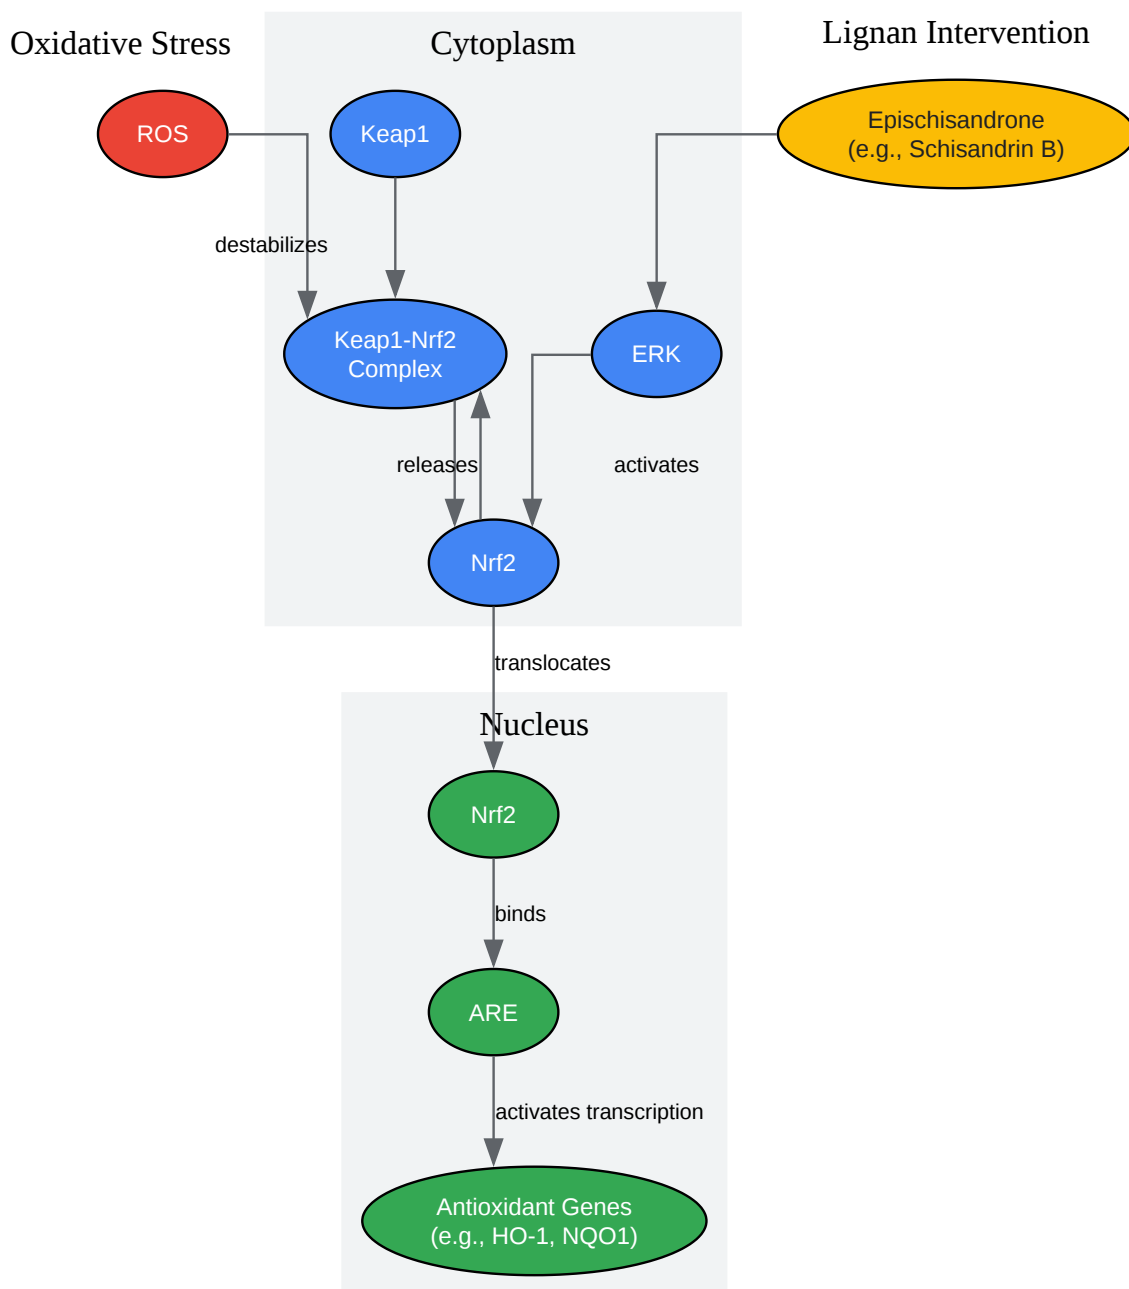 Oxidative Stress
Cytoplasm
Lignan Intervention
ROS
Keap1
Epischisandrone
(e.g., Schisandrin B)
destabilizes
Keap1-Nrf2
Complex
ERK
releases
activates
Nrf2
translocates
Nucleus
Nrf2
binds
ARE
activates transcription
Antioxidant Genes
(e.g., HO-1, NQO1)